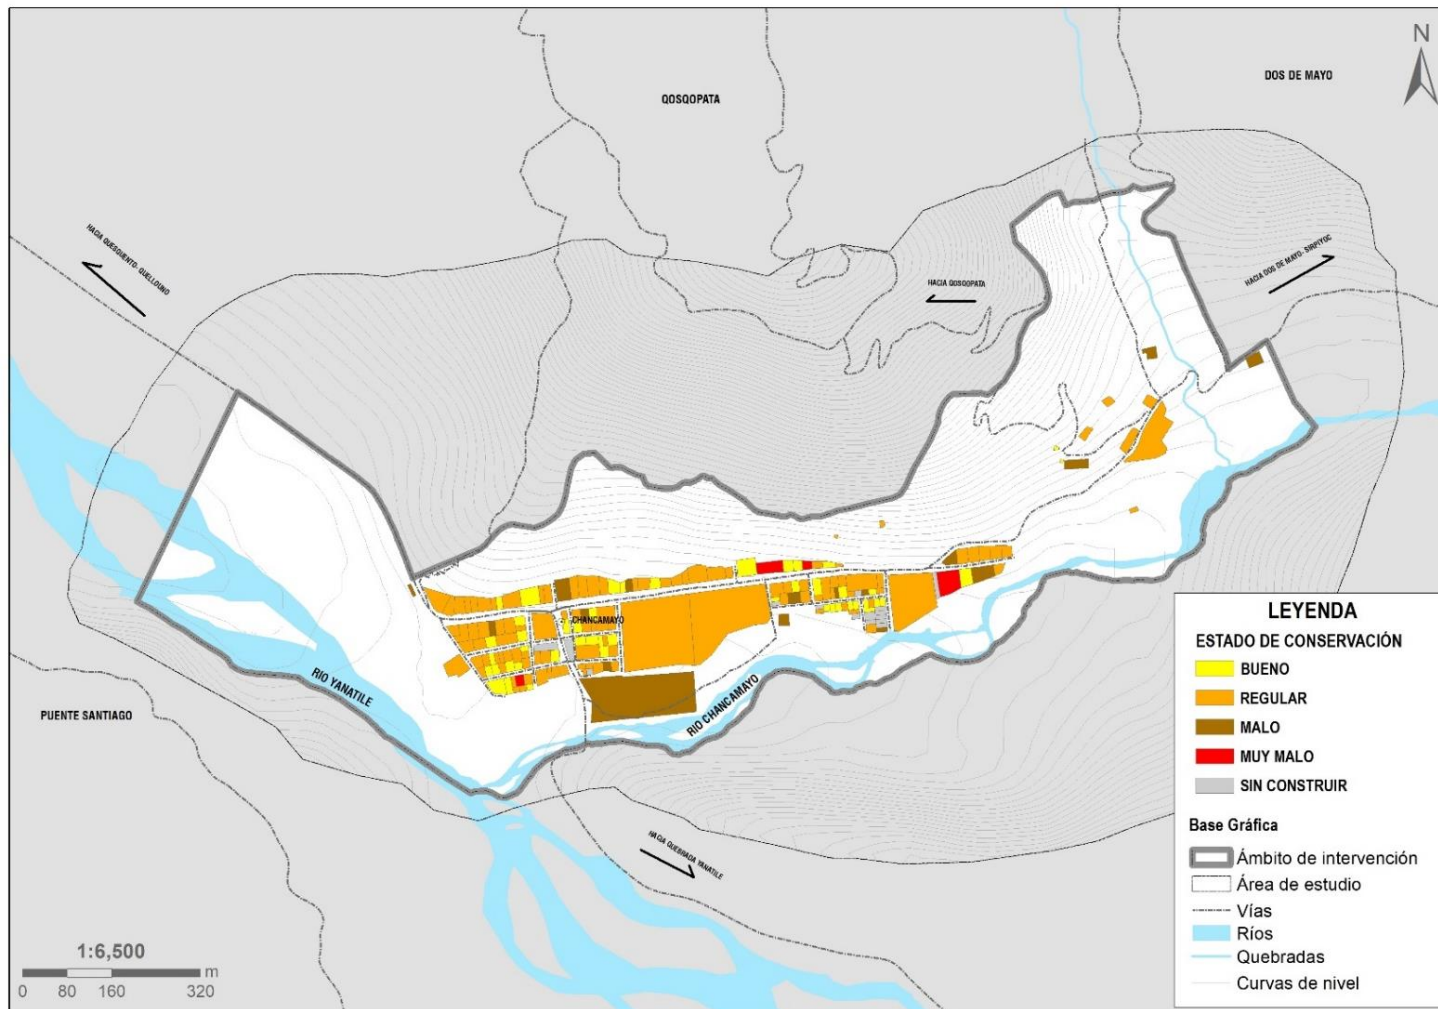 N
DOS DE MAYO
QOSQOPATA
HACIA QUESQUENTO- QUELLOUNO
HACIA DOS DE MAYO- SIRPIYOC
HACIA QOSQOPATA
CHANCAMAYO
RIO YANATILE
RIO CHANCAMAYO
PUENTE SANTIAGO
HACIA QUEBRADA YANATILE
1:6,500
m
0 80 160 320
LEYENDA
ESTADO DE CONSERVACIÓN
BUENO
REGULAR
MALO
MUY MALO
SIN CONSTRUIR
Base Gráfica
Ámbito de intervención
Área de estudio
Vías
Ríos
Quebradas
Curvas de nivel